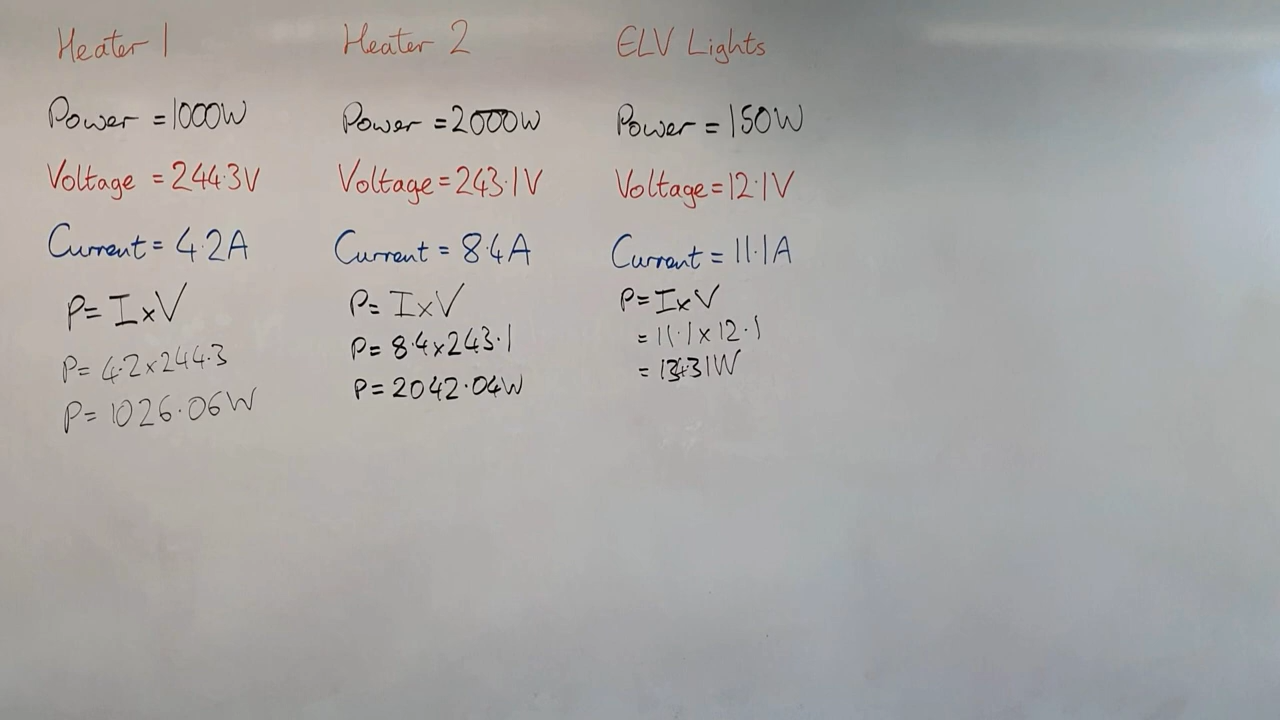 Heater 1
Power = 1000W
Voltage = 244.3V
Current = 4.2A
P = I x V
P = 4.2 x 244.3
P = 1026.06W
Heater 2
Power = 2000W
Voltage = 243.1V
Current = 8.4A
P = I x V
P = 8.4 x 243.1
P = 2042.04W
ELV Lights
Power = 150W
Voltage = 12.1V
Current = 11.1A
P = I x V
= 11.1 x 12.1
= 134.31W